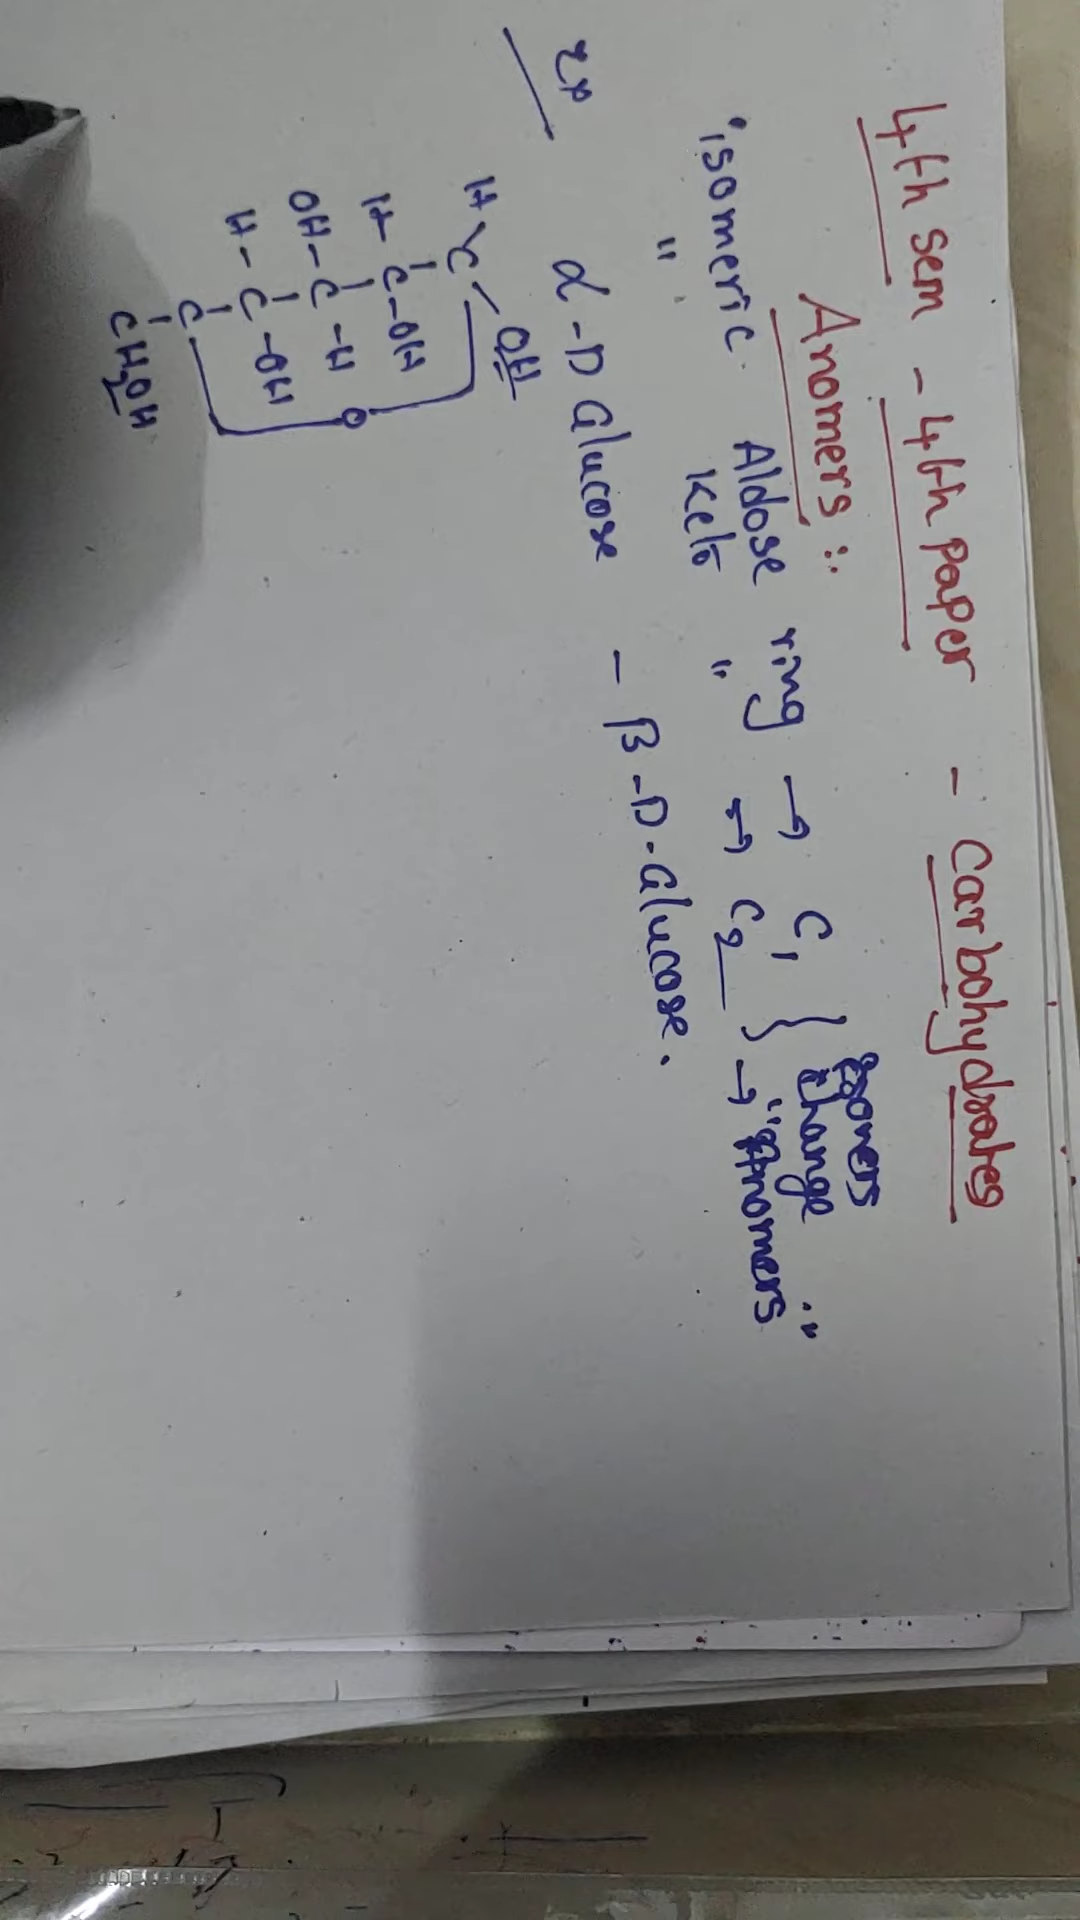 4th sem - 4th paper - Carbohydrates
Anomers :.
isomeric. Aldose ring → C1 } change "
" Keto " → C2 → "Anomers
ex α-D Glucose - β-D-Glucose.
H C OH
H - C - OH
OH - C - H O
H - C - OH
C
CH2OH